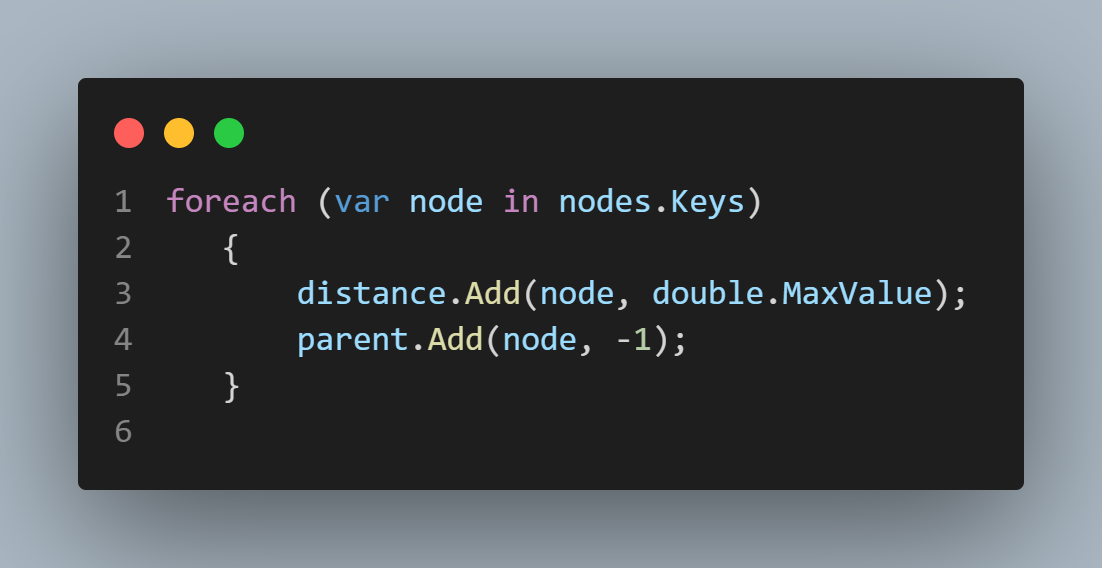 1 foreach (var node in nodes.Keys)
2    {
3        distance.Add(node, double.MaxValue);
4        parent.Add(node, -1);
5    }
6